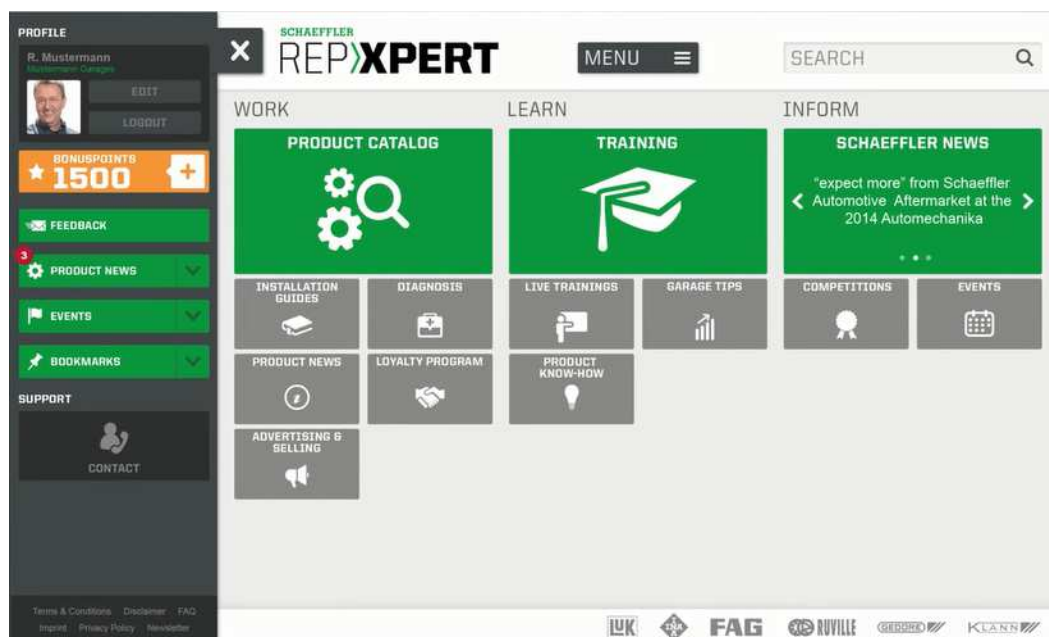 PROFILE
R. Mustermann
Mustermann Garages
EDIT
LOGOUT
BONUSPOINTS
1500
FEEDBACK
3
PRODUCT NEWS
EVENTS
BOOKMARKS
SUPPORT
CONTACT
Terms & Conditions Disclaimer FAQ
Imprint Privacy Policy Newsletter
SCHAEFFLER
REPXPERT
MENU
SEARCH
WORK
PRODUCT CATALOG
INSTALLATION
GUIDES
DIAGNOSIS
PRODUCT NEWS
LOYALTY PROGRAM
ADVERTISING &
SELLING
LEARN
TRAINING
LIVE TRAININGS
GARAGE TIPS
PRODUCT
KNOW-HOW
INFORM
SCHAEFFLER NEWS
"expect more" from Schaeffler
Automotive Aftermarket at the
2014 Automechanika
COMPETITIONS
EVENTS
LUK INA FAG RUVILLE GEDORE KLANN